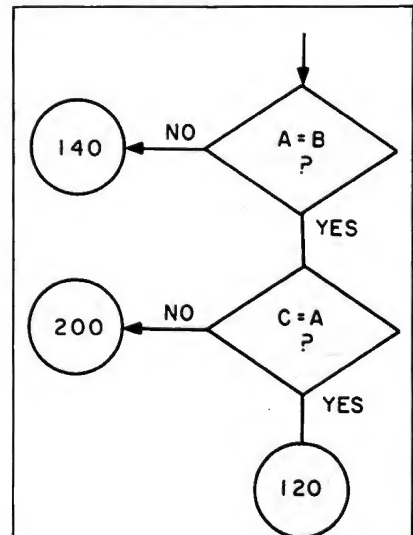 A=B
?
NO
140
YES
C=A
?
NO
200
YES
120